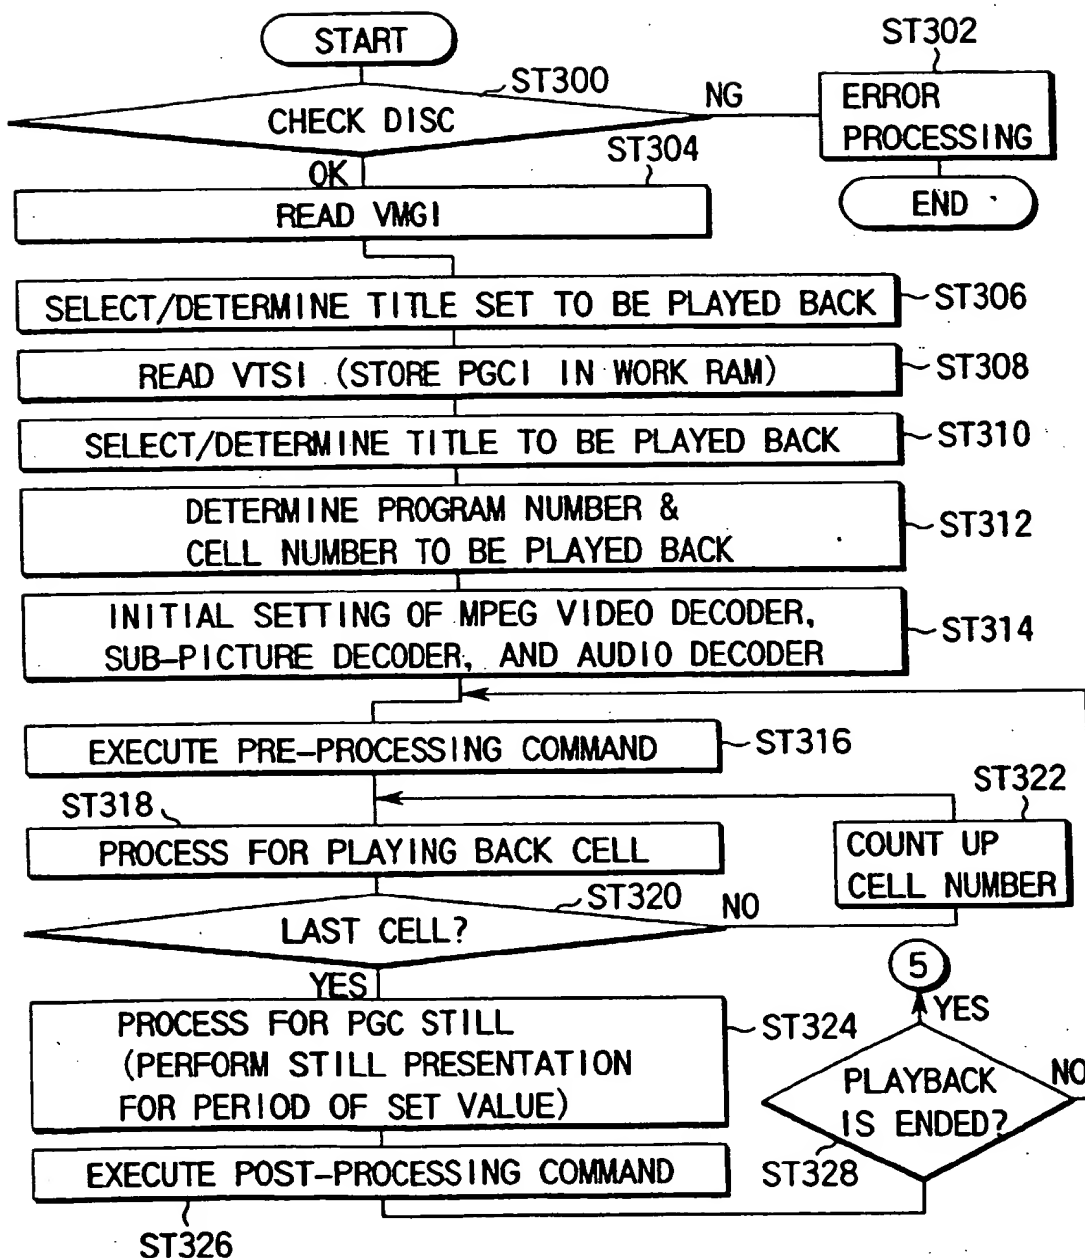 START
ST300
CHECK DISC
NG
ST302
ERROR
PROCESSING
END
OK
ST304
READ VMGI
SELECT/DETERMINE TITLE SET TO BE PLAYED BACK
ST306
READ VTSI (STORE PGCI IN WORK RAM)
ST308
SELECT/DETERMINE TITLE TO BE PLAYED BACK
ST310
DETERMINE PROGRAM NUMBER &
CELL NUMBER TO BE PLAYED BACK
ST312
INITIAL SETTING OF MPEG VIDEO DECODER,
SUB-PICTURE DECODER, AND AUDIO DECODER
ST314
EXECUTE PRE-PROCESSING COMMAND
ST316
ST318
PROCESS FOR PLAYING BACK CELL
ST322
COUNT UP
CELL NUMBER
ST320
LAST CELL?
NO
YES
PROCESS FOR PGC STILL
(PERFORM STILL PRESENTATION
FOR PERIOD OF SET VALUE)
ST324
EXECUTE POST-PROCESSING COMMAND
ST326
5
YES
PLAYBACK
IS ENDED?
NO
ST328